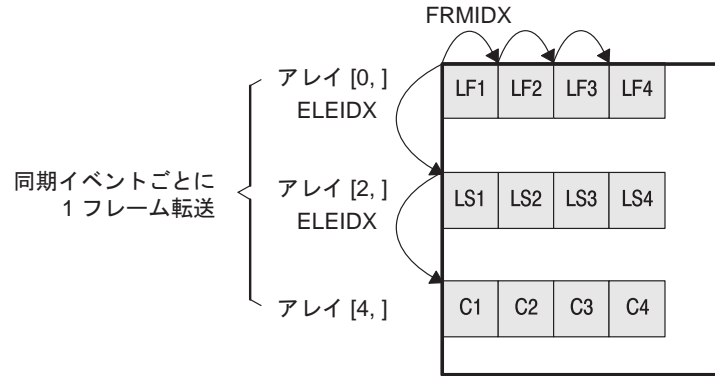 FRMIDX
アレイ [0, ]
ELEIDX
LF1 LF2 LF3 LF4
同期イベントごとに
1 フレーム転送
アレイ [2, ]
ELEIDX
LS1 LS2 LS3 LS4
アレイ [4, ]
C1 C2 C3 C4